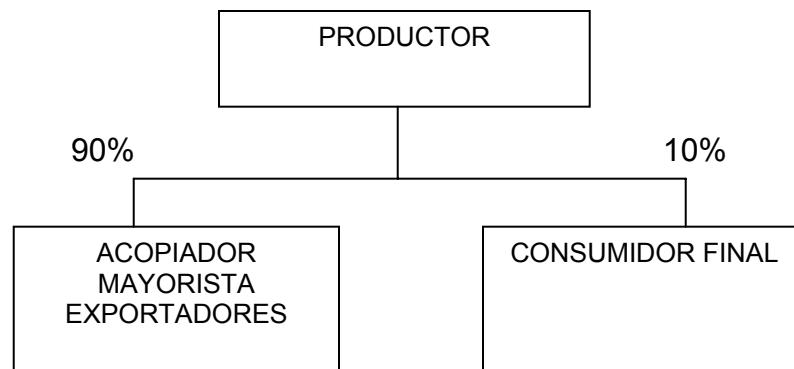 PRODUCTOR
90%
10%
ACOPIADOR
MAYORISTA
EXPORTADORES
CONSUMIDOR FINAL